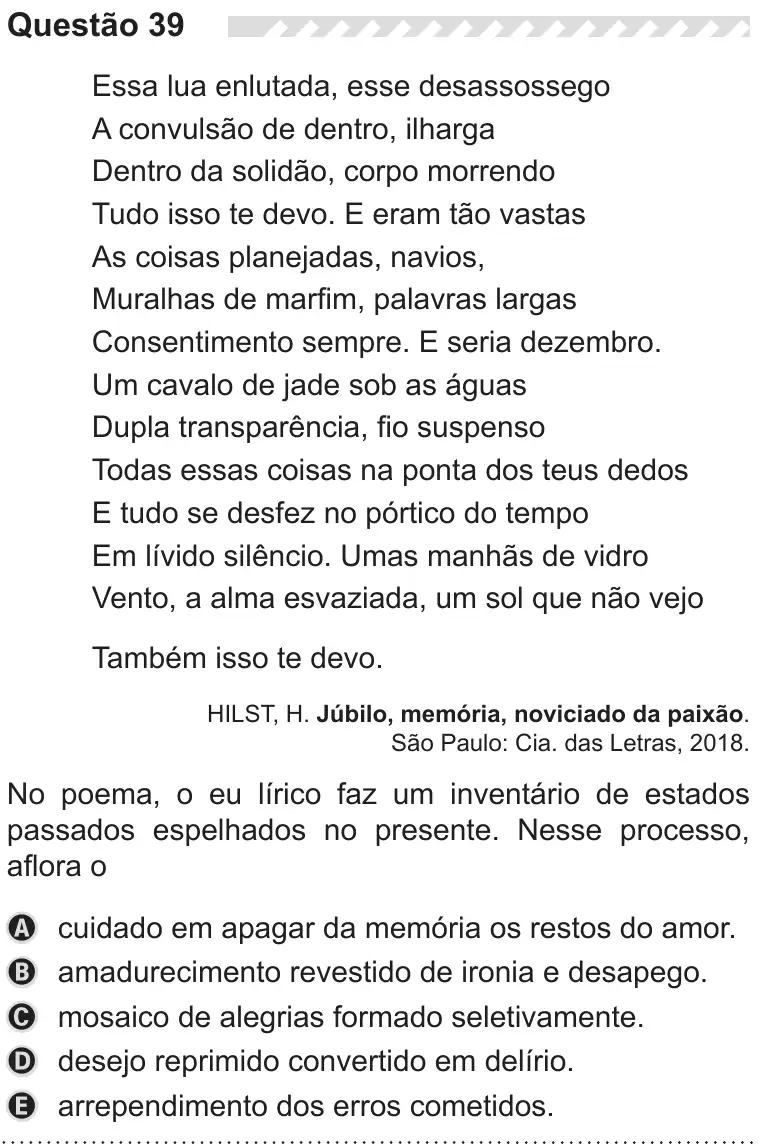 Questão 39
Essa lua enlutada, esse desassossego
A convulsão de dentro, ilharga
Dentro da solidão, corpo morrendo
Tudo isso te devo. E eram tão vastas
As coisas planejadas, navios,
Muralhas de marfim, palavras largas
Consentimento sempre. E seria dezembro.
Um cavalo de jade sob as águas
Dupla transparência, fio suspenso
Todas essas coisas na ponta dos teus dedos
E tudo se desfez no pórtico do tempo
Em lívido silêncio. Umas manhãs de vidro
Vento, a alma esvaziada, um sol que não vejo
Também isso te devo.
HILST, H. Júbilo, memória, noviciado da paixão.
São Paulo: Cia. das Letras, 2018.
No poema, o eu lírico faz um inventário de estados
passados espelhados no presente. Nesse processo,
aflora o
A cuidado em apagar da memória os restos do amor.
B amadurecimento revestido de ironia e desapego.
C mosaico de alegrias formado seletivamente.
D desejo reprimido convertido em delírio.
E arrependimento dos erros cometidos.